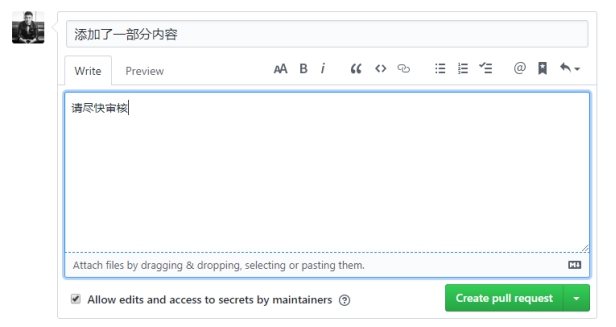 添加了一部分内容
Write Preview
请尽快审核
Attach files by dragging & dropping, selecting or pasting them.
Allow edits and access to secrets by maintainers
Create pull request